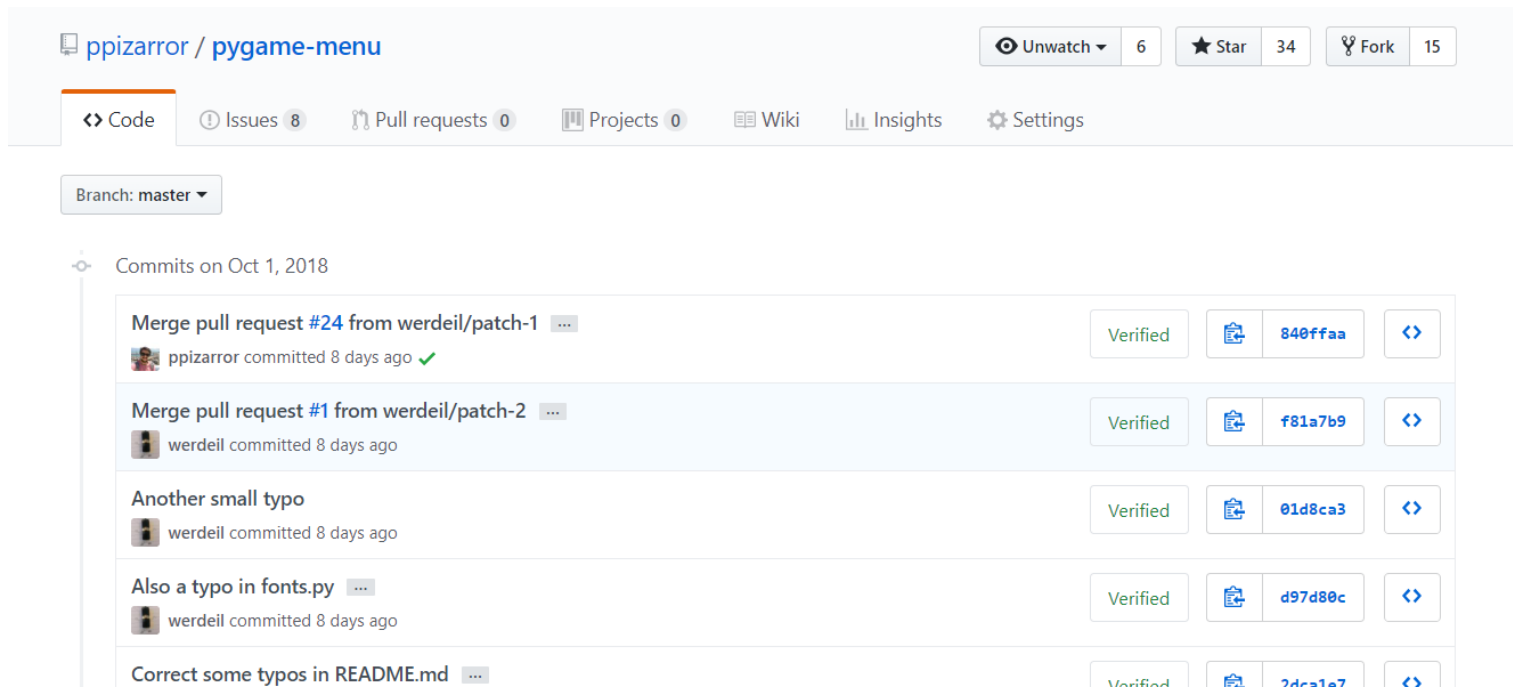 ppizarror / pygame-menu Unwatch 6 Star 34 Fork 15
Code Issues 8 Pull requests 0 Projects 0 Wiki Insights Settings
Branch: master
Commits on Oct 1, 2018
Merge pull request #24 from werdeil/patch-1 …
Verified 840ffaa
ppizarror committed 8 days ago
Merge pull request #1 from werdeil/patch-2 …
Verified f81a7b9
werdeil committed 8 days ago
Another small typo
Verified 01d8ca3
werdeil committed 8 days ago
Also a typo in fonts.py …
Verified d97d80c
werdeil committed 8 days ago
Correct some typos in README.md …
Verified 2dca1e7